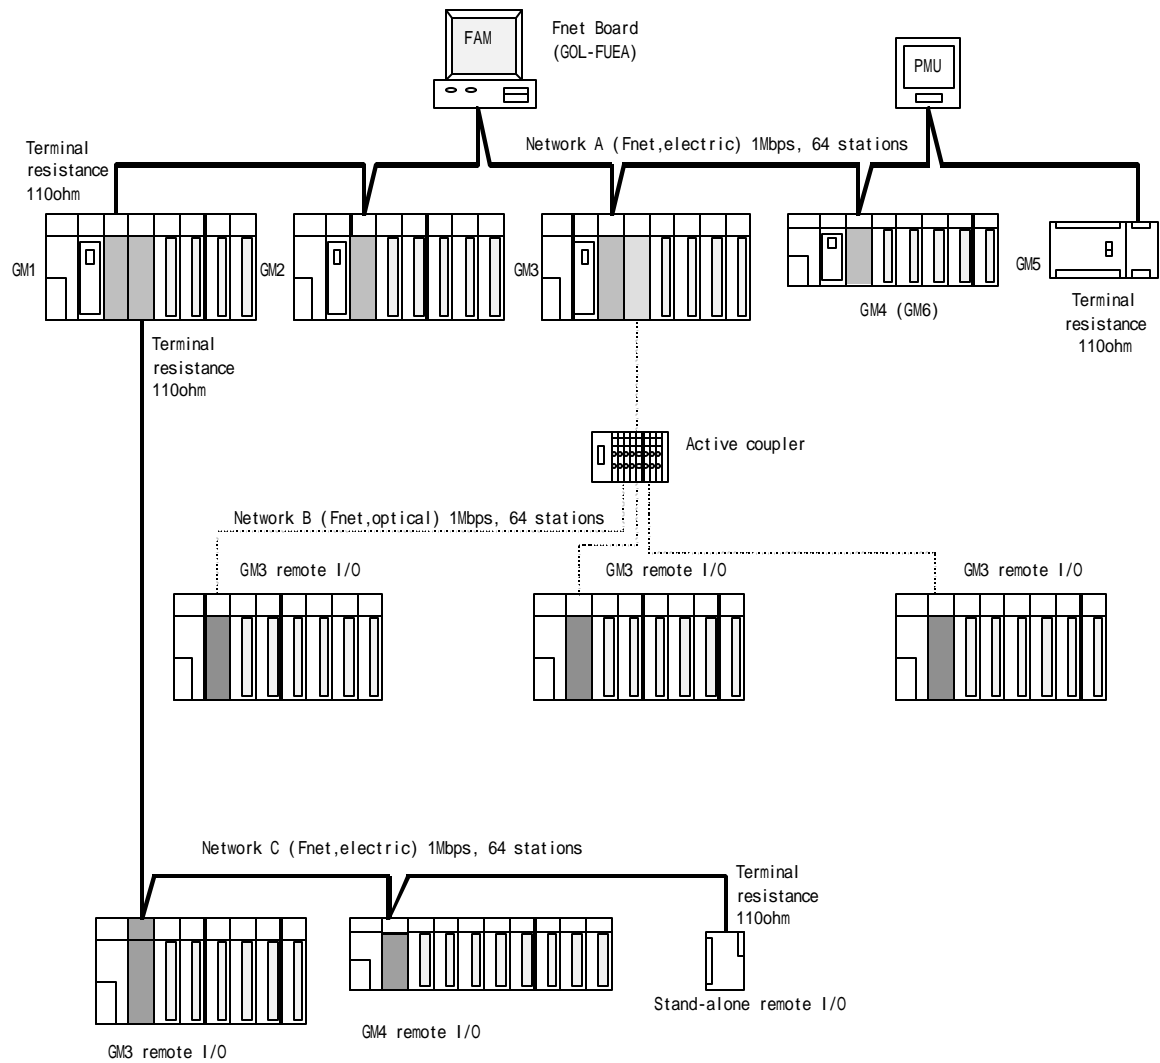 FAM
Fnet Board
(GOL-FUEA)
PMU
Terminal
resistance
110ohm
Network A (Fnet,electric) 1Mbps, 64 stations
GM1
GM2
GM3
GM4 (GM6)
GM5
Terminal
resistance
110ohm
Terminal
resistance
110ohm
Active coupler
Network B (Fnet,optical) 1Mbps, 64 stations
GM3 remote I/O
GM3 remote I/O
GM3 remote I/O
Network C (Fnet,electric) 1Mbps, 64 stations
Terminal
resistance
110ohm
Stand-alone remote I/O
GM4 remote I/O
GM3 remote I/O